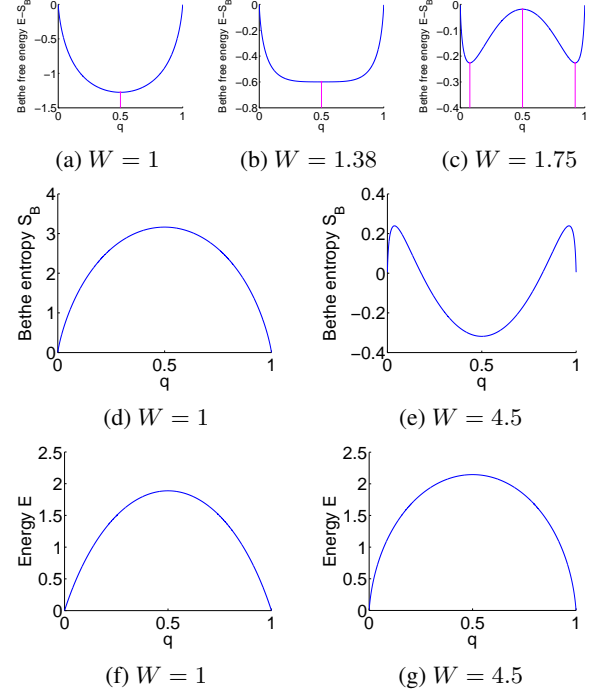 Bethe free energy E−S_B
0
−0.5
−1
−1.5
0 0.5 1
q
(a) W = 1
Bethe free energy E−S_B
0
−0.2
−0.4
−0.6
−0.8
0 0.5 1
q
(b) W = 1.38
Bethe free energy E−S_B
0
−0.1
−0.2
−0.3
−0.4
0 0.5 1
q
(c) W = 1.75
Bethe entropy S_B
4
3
2
1
0
0 0.5 1
q
(d) W = 1
Bethe entropy S_B
0.4
0.2
0
−0.2
−0.4
0 0.5 1
q
(e) W = 4.5
Energy E
2.5
2
1.5
1
0.5
0
0 0.5 1
q
(f) W = 1
Energy E
2.5
2
1.5
1
0.5
0
0 0.5 1
q
(g) W = 4.5